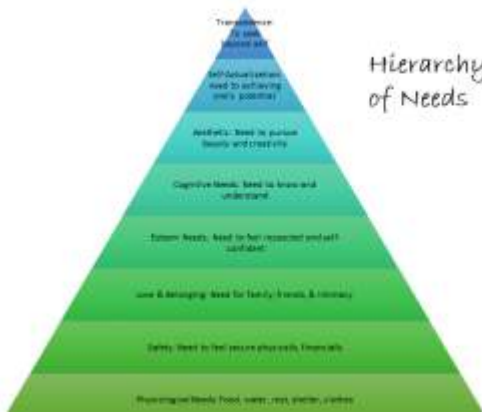 Hierarchy
of Needs
Transcendence:
To seek
beyond self
Self-Actualization:
need to achieving
one's potential
Aesthetic: Need to pursue
beauty and creativity
Cognitive Needs: Need to know and
understand
Esteem Needs: Need to feel respected and self-
confident
Love & Belonging: Need for family, friends, & intimacy
Safety: Need to feel secure physically, financially
Physiological Needs: Food, water, rest, shelter, clothes